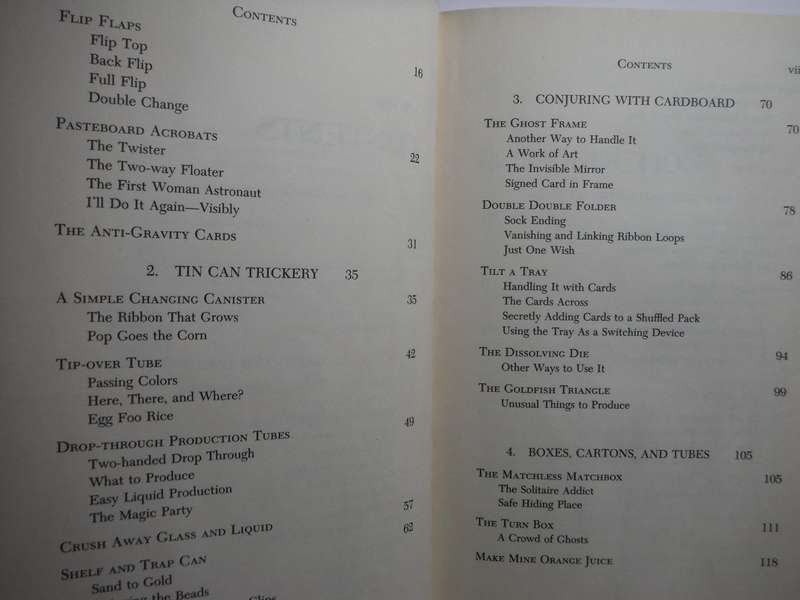 CONTENTS
FLIP FLAPS 16
Flip Top
Back Flip
Full Flip
Double Change
PASTEBOARD ACROBATS 22
The Twister
The Two-way Floater
The First Woman Astronaut
I'll Do It Again—Visibly
THE ANTI-GRAVITY CARDS 31
2. TIN CAN TRICKERY 35
A SIMPLE CHANGING CANISTER 35
The Ribbon That Grows
Pop Goes the Corn
TIP-OVER TUBE 42
Passing Colors
Here, There, and Where?
Egg Foo Rice
DROP-THROUGH PRODUCTION TUBES 49
Two-handed Drop Through
What to Produce
Easy Liquid Production
The Magic Party
CRUSH AWAY GLASS AND LIQUID 57
SHELF AND TRAP CAN 62
Sand to Gold
the Beads
Clips
CONTENTS vii
3. CONJURING WITH CARDBOARD 70
THE GHOST FRAME 70
Another Way to Handle It
A Work of Art
The Invisible Mirror
Signed Card in Frame
DOUBLE DOUBLE FOLDER 78
Sock Ending
Vanishing and Linking Ribbon Loops
Just One Wish
TILT A TRAY 86
Handling It with Cards
The Cards Across
Secretly Adding Cards to a Shuffled Pack
Using the Tray As a Switching Device
THE DISSOLVING DIE 94
Other Ways to Use It
THE GOLDFISH TRIANGLE 99
Unusual Things to Produce
4. BOXES, CARTONS, AND TUBES 105
THE MATCHLESS MATCHBOX 105
The Solitaire Addict
Safe Hiding Place
THE TURN BOX 111
A Crowd of Ghosts
MAKE MINE ORANGE JUICE 118